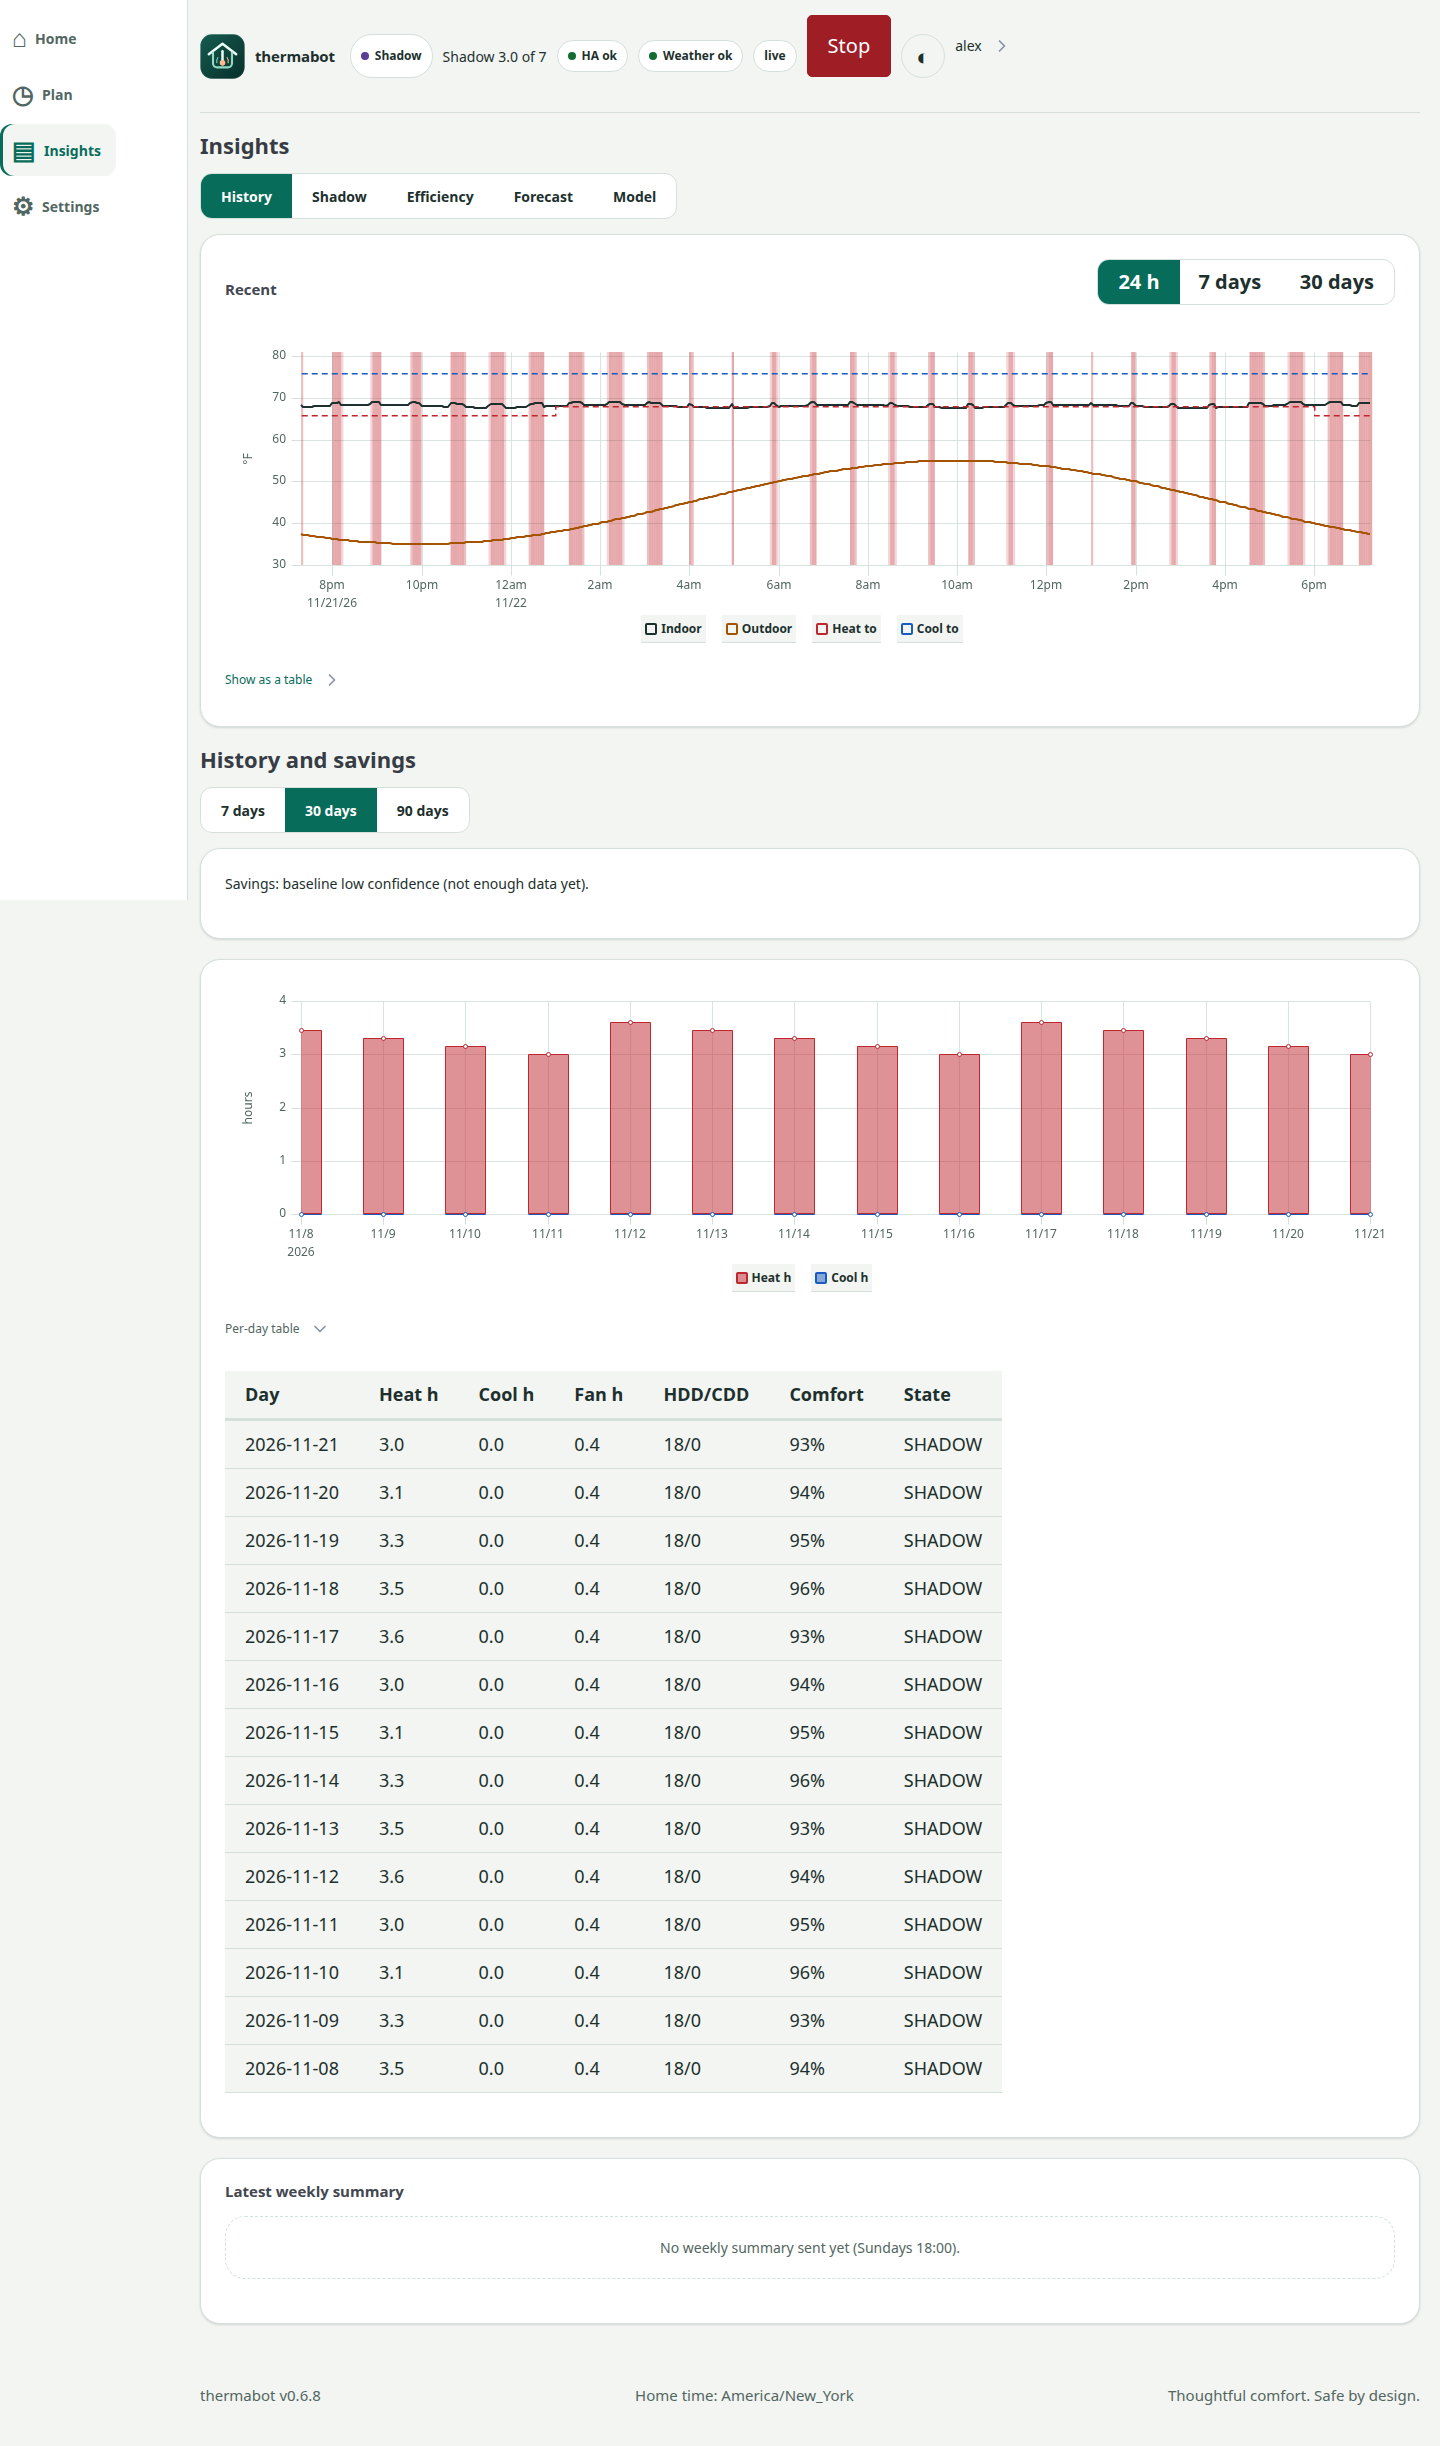 Home
Plan
Insights
Settings
thermabot Shadow Shadow 3.0 of 7 HA ok Weather ok live Stop alex
Insights
History Shadow Efficiency Forecast Model
Recent
24 h 7 days 30 days
80
70
60
50
40
30
°F
8pm 10pm 12am 2am 4am 6am 8am 10am 12pm 2pm 4pm 6pm
11/21/26 11/22
Indoor Outdoor Heat to Cool to
Show as a table
History and savings
7 days 30 days 90 days
Savings: baseline low confidence (not enough data yet).
4
3
2
1
0
hours
11/8 11/9 11/10 11/11 11/12 11/13 11/14 11/15 11/16 11/17 11/18 11/19 11/20 11/21
2026
Heat h Cool h
Per-day table
Day Heat h Cool h Fan h HDD/CDD Comfort State
2026-11-21 3.0 0.0 0.4 18/0 93% SHADOW
2026-11-20 3.1 0.0 0.4 18/0 94% SHADOW
2026-11-19 3.3 0.0 0.4 18/0 95% SHADOW
2026-11-18 3.5 0.0 0.4 18/0 96% SHADOW
2026-11-17 3.6 0.0 0.4 18/0 93% SHADOW
2026-11-16 3.0 0.0 0.4 18/0 94% SHADOW
2026-11-15 3.1 0.0 0.4 18/0 95% SHADOW
2026-11-14 3.3 0.0 0.4 18/0 96% SHADOW
2026-11-13 3.5 0.0 0.4 18/0 93% SHADOW
2026-11-12 3.6 0.0 0.4 18/0 94% SHADOW
2026-11-11 3.0 0.0 0.4 18/0 95% SHADOW
2026-11-10 3.1 0.0 0.4 18/0 96% SHADOW
2026-11-09 3.3 0.0 0.4 18/0 93% SHADOW
2026-11-08 3.5 0.0 0.4 18/0 94% SHADOW
Latest weekly summary
No weekly summary sent yet (Sundays 18:00).
thermabot v0.6.8 Home time: America/New_York Thoughtful comfort. Safe by design.